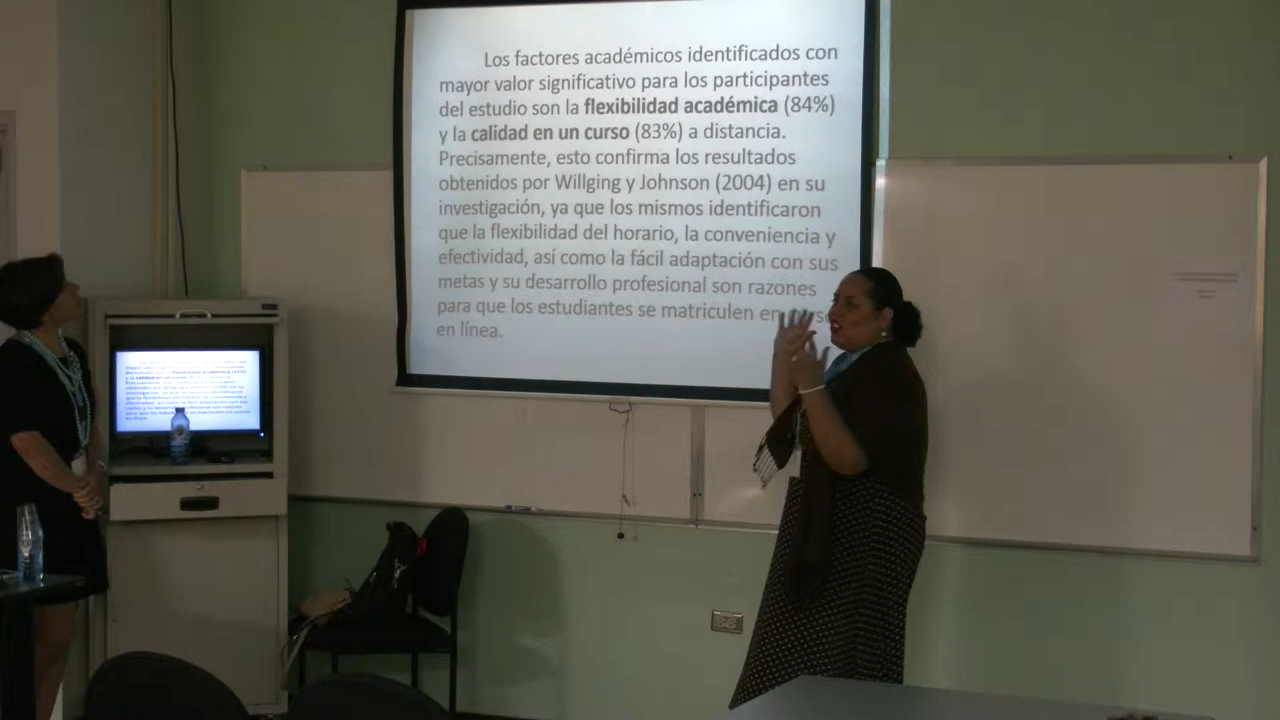 Los factores académicos identificados con
mayor valor significativo para los participantes
del estudio son la flexibilidad académica (84%)
y la calidad en un curso (83%) a distancia.
Precisamente, esto confirma los resultados
obtenidos por Willging y Johnson (2004) en su
investigación, ya que los mismos identificaron
que la flexibilidad del horario, la conveniencia y
efectividad, así como la fácil adaptación con sus
metas y su desarrollo profesional son razones
para que los estudiantes se matriculen en
en línea.